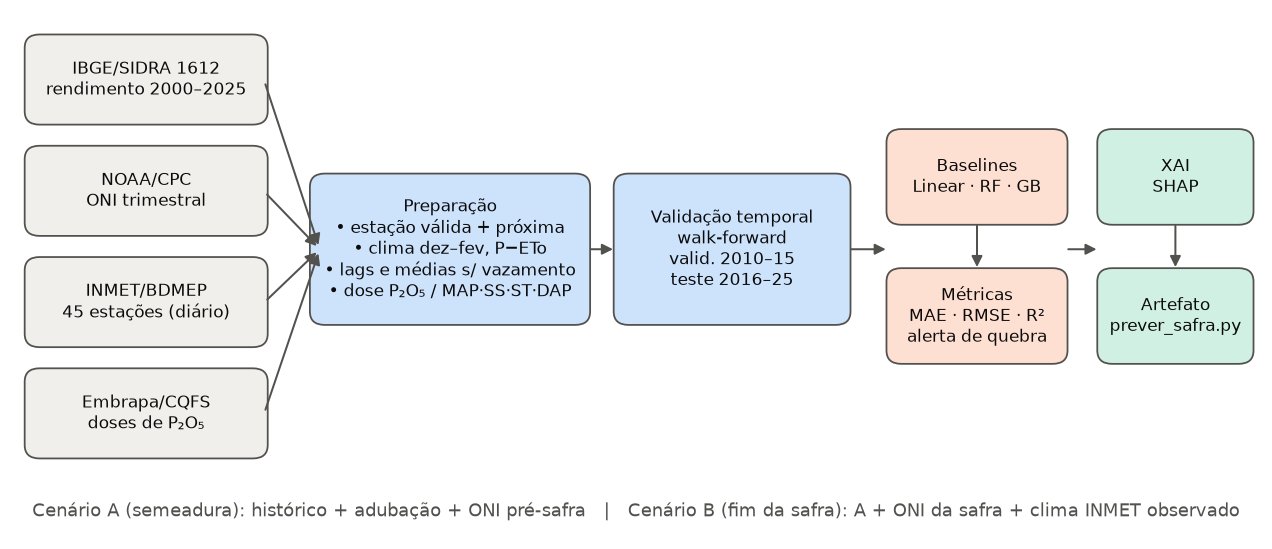 IBGE/SIDRA 1612
rendimento 2000–2025
NOAA/CPC
ONI trimestral
INMET/BDMEP
45 estações (diário)
Embrapa/CQFS
doses de P₂O₅
Preparação
• estação válida + próxima
• clima dez–fev, P−ETo
• lags e médias s/ vazamento
• dose P₂O₅ / MAP·SS·ST·DAP
Validação temporal
walk-forward
valid. 2010–15
teste 2016–25
Baselines
Linear · RF · GB
Métricas
MAE · RMSE · R²
alerta de quebra
XAI
SHAP
Artefato
prever_safra.py
Cenário A (semeadura): histórico + adubação + ONI pré-safra | Cenário B (fim da safra): A + ONI da safra + clima INMET observado